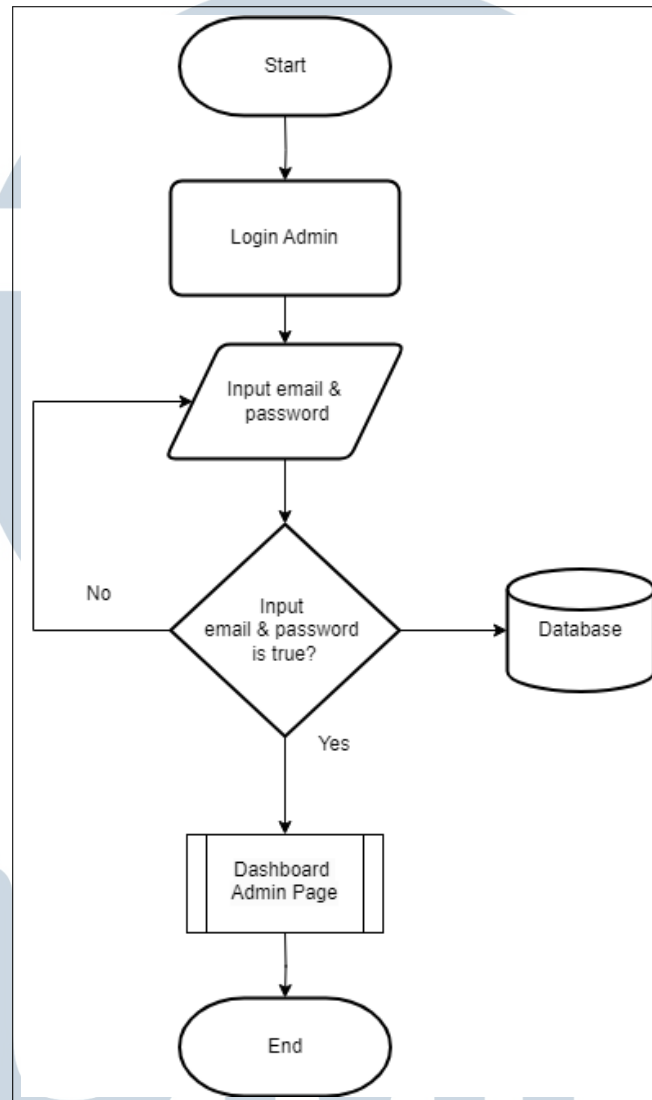 Start
Login Admin
Input email &
password
No
Input
email & password
is true?
Database
Yes
Dashboard
Admin Page
End